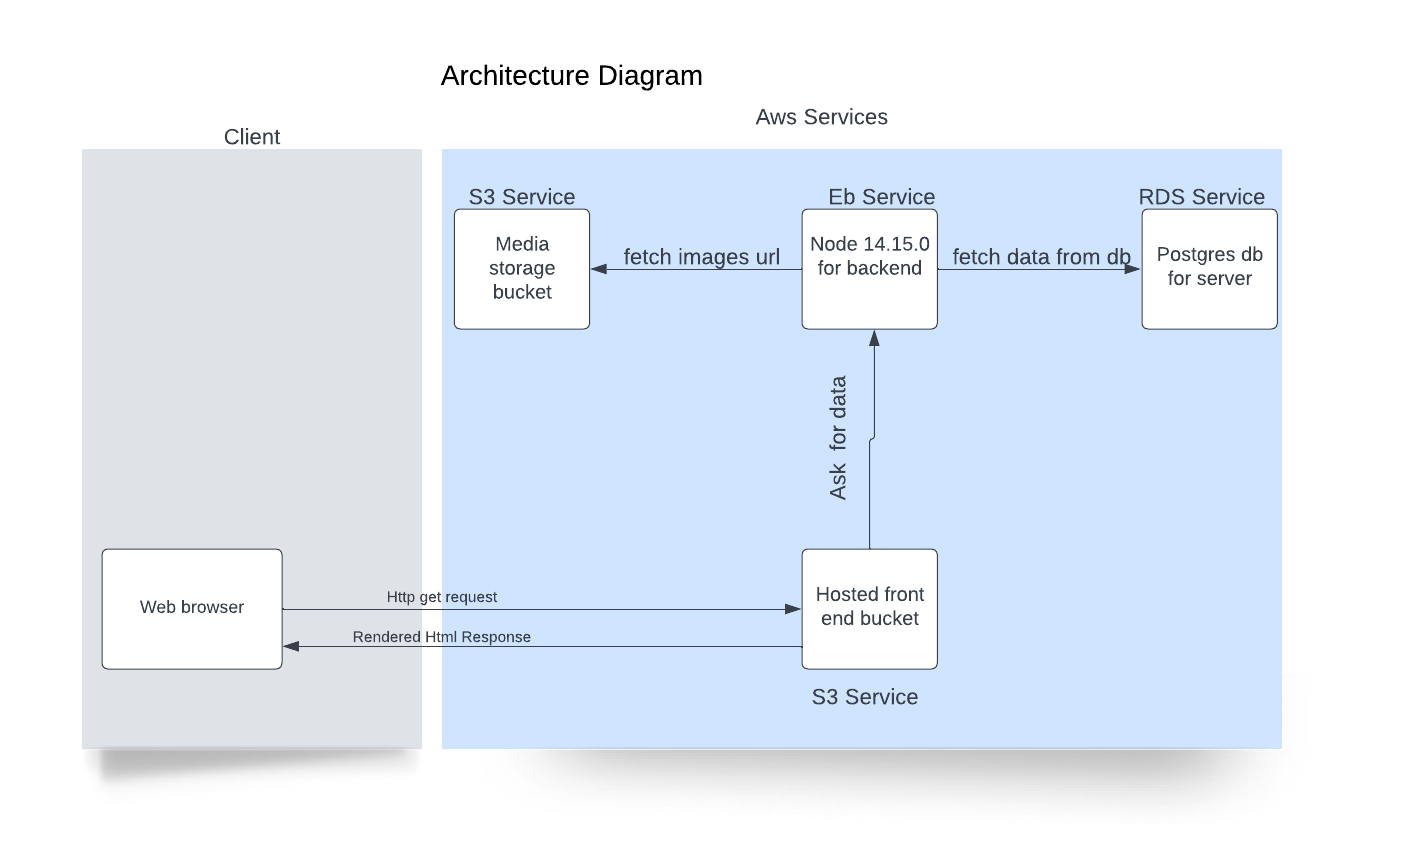 Architecture Diagram
Aws Services
Client
S3 Service
Eb Service
RDS Service
Media
storage
bucket
fetch images url
Node 14.15.0
for backend
fetch data from db
Postgres db
for server
Ask for data
Web browser
Http get request
Rendered Html Response
Hosted front
end bucket
S3 Service